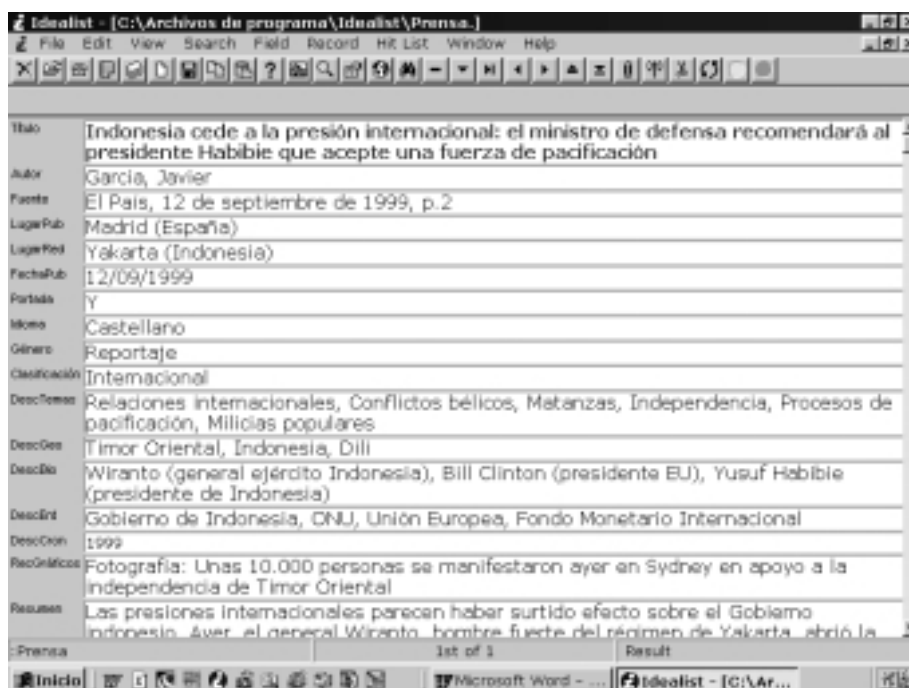 Idealist - [C:\Archivos de programa\Idealist\Prensa.]
File Edit View Search Field Record Hit List Window Help
Título Indonesia cede a la presión internacional: el ministro de defensa recomendará al
presidente Habibie que acepte una fuerza de pacificación
Autor García, Javier
Fuente El País, 12 de septiembre de 1999, p.2
LugarPub Madrid (España)
LugarRed Yakarta (Indonesia)
FechaPub 12/09/1999
Portada Y
Idioma Castellano
Género Reportaje
Clasificación Internacional
DescTemas Relaciones internacionales, Conflictos bélicos, Matanzas, Independencia, Procesos de
pacificación, Milicias populares
DescGeo Timor Oriental, Indonesia, Dili
DescBio Wiranto (general ejército Indonesia), Bill Clinton (presidente EU), Yusuf Habibie
(presidente de Indonesia)
DescEnt Gobierno de Indonesia, ONU, Unión Europea, Fondo Monetario Internacional
DescCron 1999
RecGráficos Fotografía: Unas 10.000 personas se manifestaron ayer en Sydney en apoyo a la
independencia de Timor Oriental
Resumen Las presiones internacionales parecen haber surtido efecto sobre el Gobierno
indonesio. Ayer, el general Wiranto, hombre fuerte del régimen de Yakarta, abrió la
:Prensa 1st of 1 Result
Inicio Microsoft Word - ... Idealist - [C:\Ar...